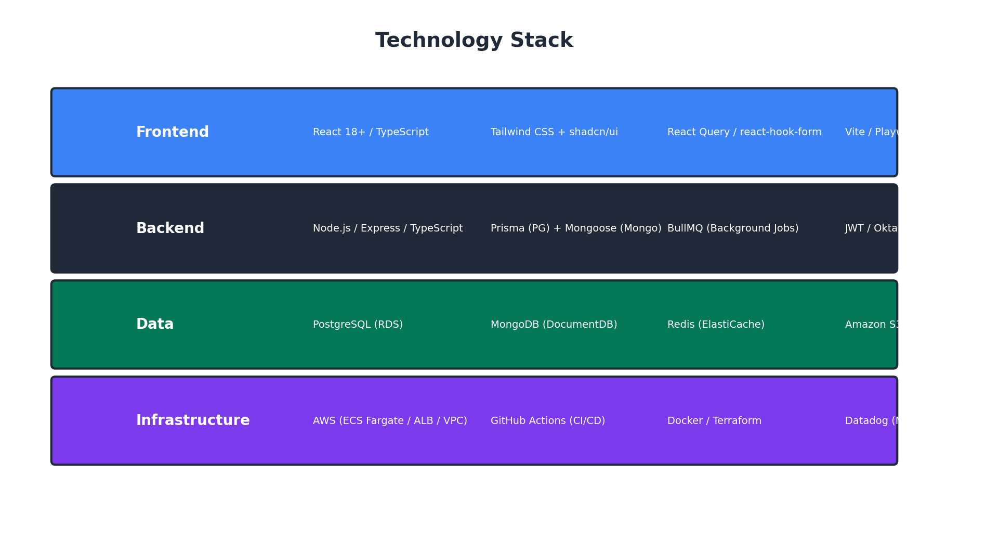 Technology Stack
Frontend React 18+ / TypeScript Tailwind CSS + shadcn/ui React Query / react-hook-form Vite /
Backend Node.js / Express / TypeScript Prisma (PG) + Mongoose (Mongo) BullMQ (Background Jobs) JWT / Okta
Data PostgreSQL (RDS) MongoDB (DocumentDB) Redis (ElastiCache) Amazon S3
Infrastructure AWS (ECS Fargate / ALB / VPC) GitHub Actions (CI/CD) Docker / Terraform Datadog